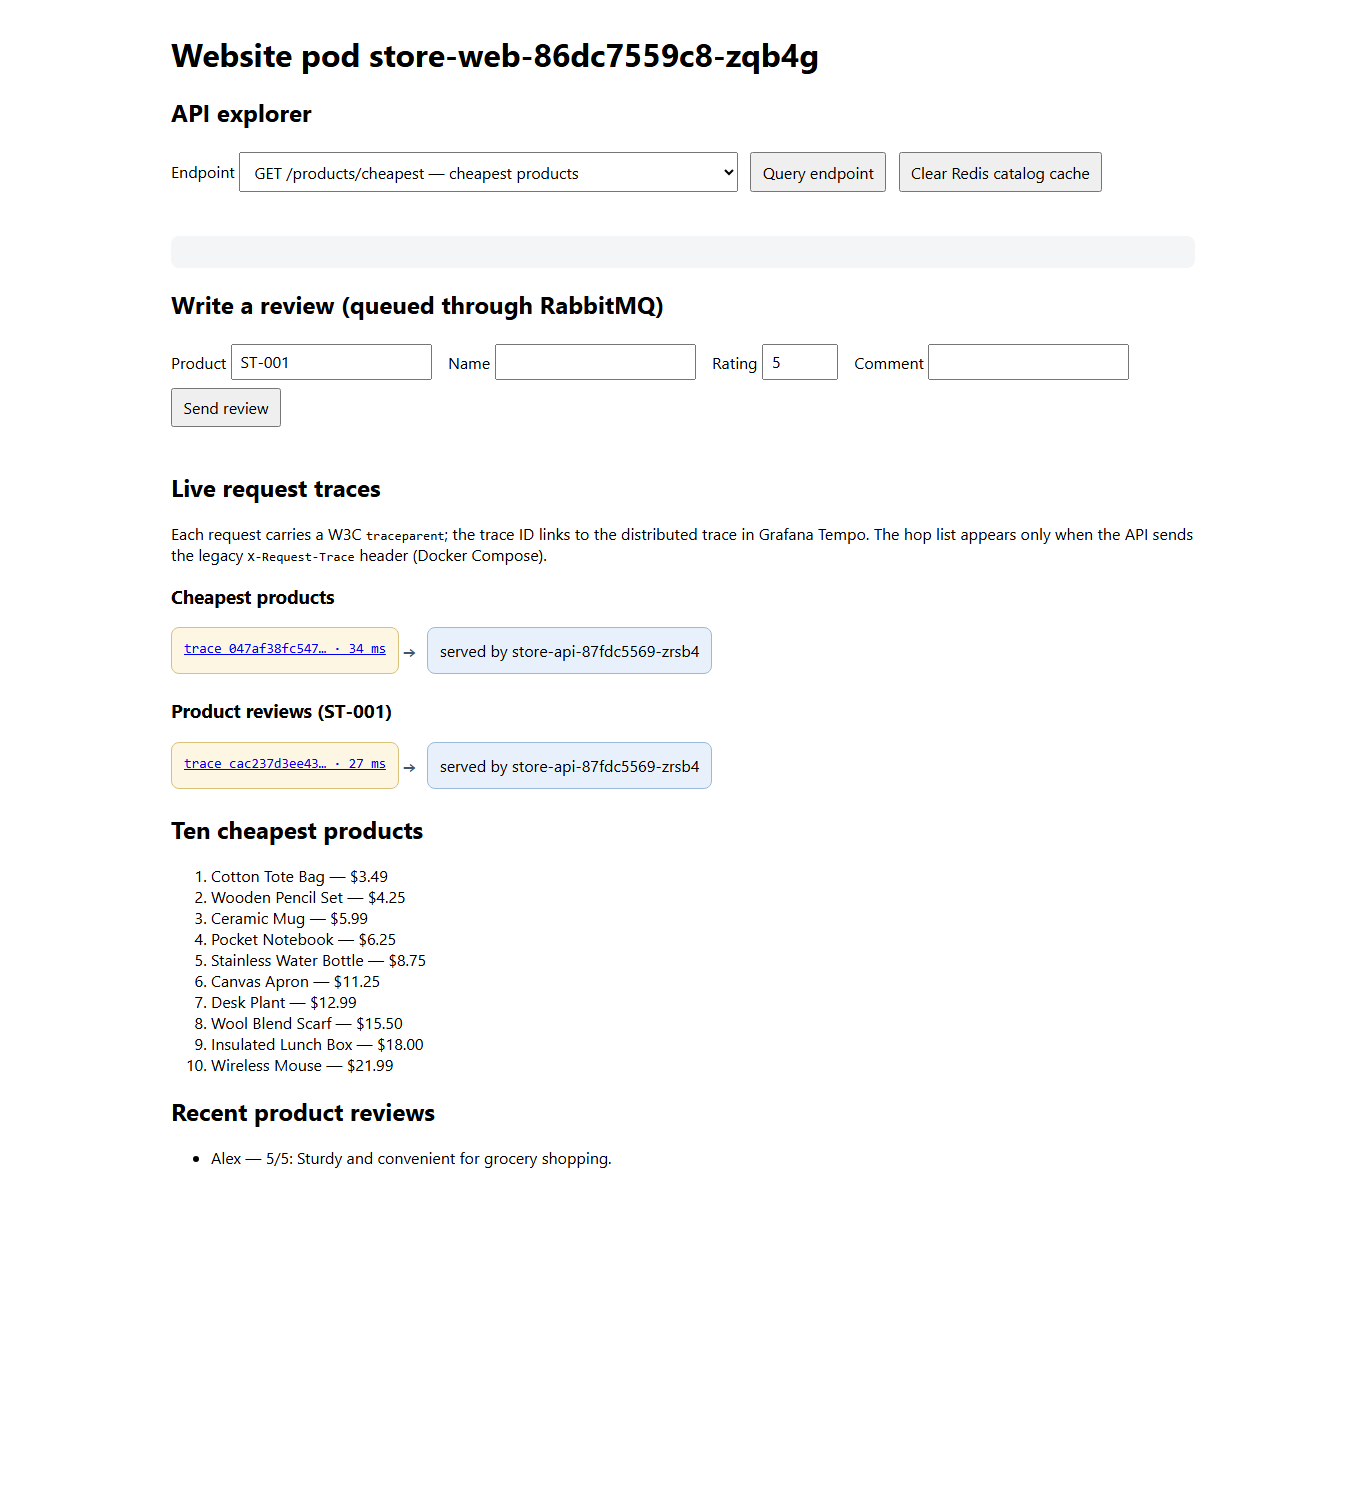 Website pod store-web-86dc7559c8-zqb4g
API explorer
Endpoint GET /products/cheapest — cheapest products Query endpoint Clear Redis catalog cache
Write a review (queued through RabbitMQ)
Product ST-001 Name Rating 5 Comment
Send review
Live request traces
Each request carries a W3C traceparent; the trace ID links to the distributed trace in Grafana Tempo. The hop list appears only when the API sends
the legacy X-Request-Trace header (Docker Compose).
Cheapest products
trace 047af38fc547… · 34 ms → served by store-api-87fdc5569-zrsb4
Product reviews (ST-001)
trace cac237d3ee43… · 27 ms → served by store-api-87fdc5569-zrsb4
Ten cheapest products
1. Cotton Tote Bag — $3.49
2. Wooden Pencil Set — $4.25
3. Ceramic Mug — $5.99
4. Pocket Notebook — $6.25
5. Stainless Water Bottle — $8.75
6. Canvas Apron — $11.25
7. Desk Plant — $12.99
8. Wool Blend Scarf — $15.50
9. Insulated Lunch Box — $18.00
10. Wireless Mouse — $21.99
Recent product reviews
• Alex — 5/5: Sturdy and convenient for grocery shopping.